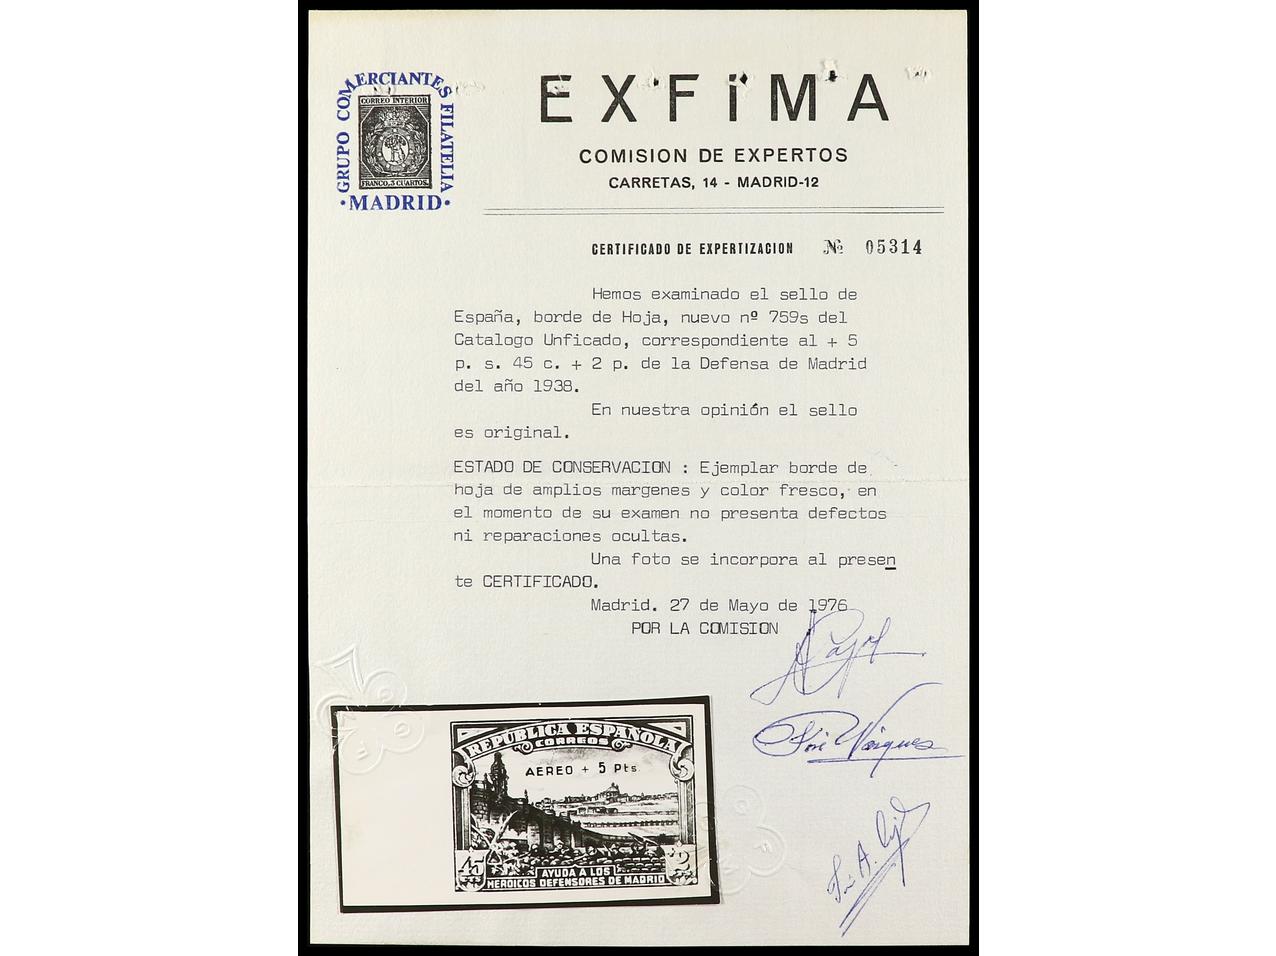 GRUPO COMERCIANTES FILATELIA
·MADRID·
CORREO INTERIOR
FRANCO, 3 CUARTOS.
EXFIMA
COMISION DE EXPERTOS
CARRETAS, 14 - MADRID-12
CERTIFICADO DE EXPERTIZACION Nº 05314
Hemos examinado el sello de
España, borde de Hoja, nuevo nº 759s del
Catalogo Unficado, correspondiente al + 5
p. s. 45 c. + 2 p. de la Defensa de Madrid
del año 1938.
En nuestra opinión el sello
es original.
ESTADO DE CONSERVACION : Ejemplar borde de
hoja de amplios margenes y color fresco, en
el momento de su examen no presenta defectos
ni reparaciones ocultas.
Una foto se incorpora al presen
te CERTIFICADO.
Madrid. 27 de Mayo de 1976
POR LA COMISION
José Vázquez
REPUBLICA ESPAÑOLA
CORREOS
AEREO + 5 Pts.
45 2
AYUDA A LOS
HEROICOS DEFENSORES DE MADRID